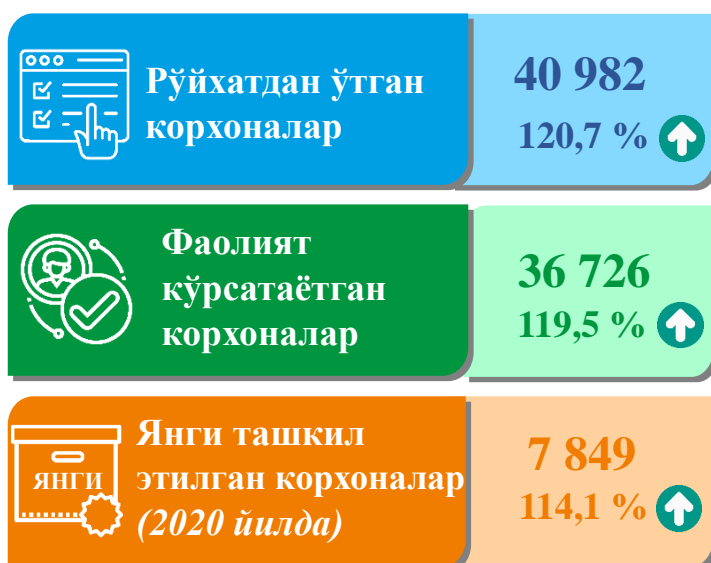 Рўйхатдан ўтган
корхоналар
40 982
120,7 %
Фаолият
кўрсатаётган
корхоналар
36 726
119,5 %
ЯНГИ
Янги ташкил
этилган корхоналар
(2020 йилда)
7 849
114,1 %